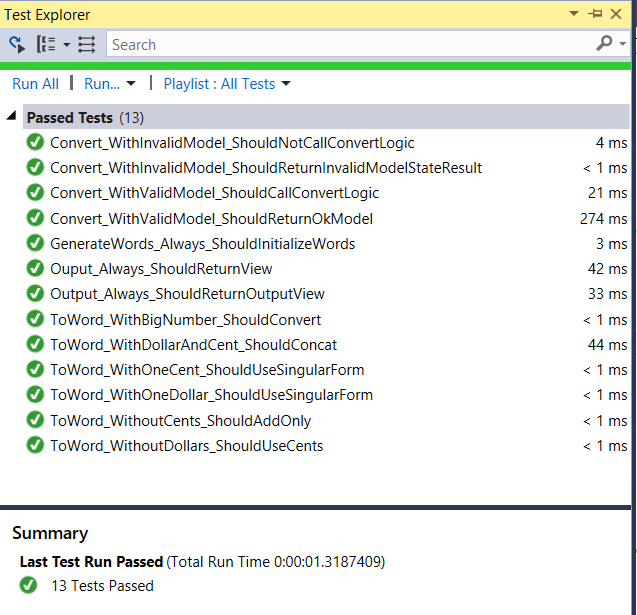 Test Explorer
Search
Run All | Run... | Playlist : All Tests
Passed Tests (13)
Convert_WithInvalidModel_ShouldNotCallConvertLogic 4 ms
Convert_WithInvalidModel_ShouldReturnInvalidModelStateResult < 1 ms
Convert_WithValidModel_ShouldCallConvertLogic 21 ms
Convert_WithValidModel_ShouldReturnOkModel 274 ms
GenerateWords_Always_ShouldInitializeWords 3 ms
Ouput_Always_ShouldReturnView 42 ms
Output_Always_ShouldReturnOutputView 33 ms
ToWord_WithBigNumber_ShouldConvert < 1 ms
ToWord_WithDollarAndCent_ShouldConcat 44 ms
ToWord_WithOneCent_ShouldUseSingularForm < 1 ms
ToWord_WithOneDollar_ShouldUseSingularForm < 1 ms
ToWord_WithoutCents_ShouldAddOnly < 1 ms
ToWord_WithoutDollars_ShouldUseCents < 1 ms
Summary
Last Test Run Passed (Total Run Time 0:00:01.3187409)
13 Tests Passed